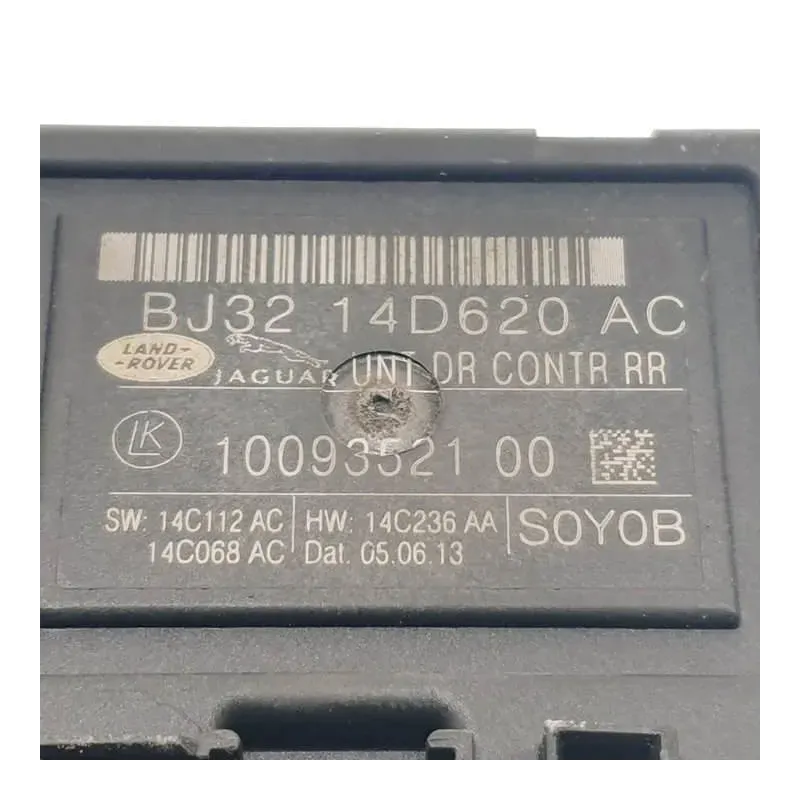 BJ32 14D620 AC
LAND-
-ROVER
JAGUAR UNT DR CONTR RR
LK 10093521 00
SW: 14C112 AC HW: 14C236 AA SOYOB
14C068 AC Dat. 05.06.13